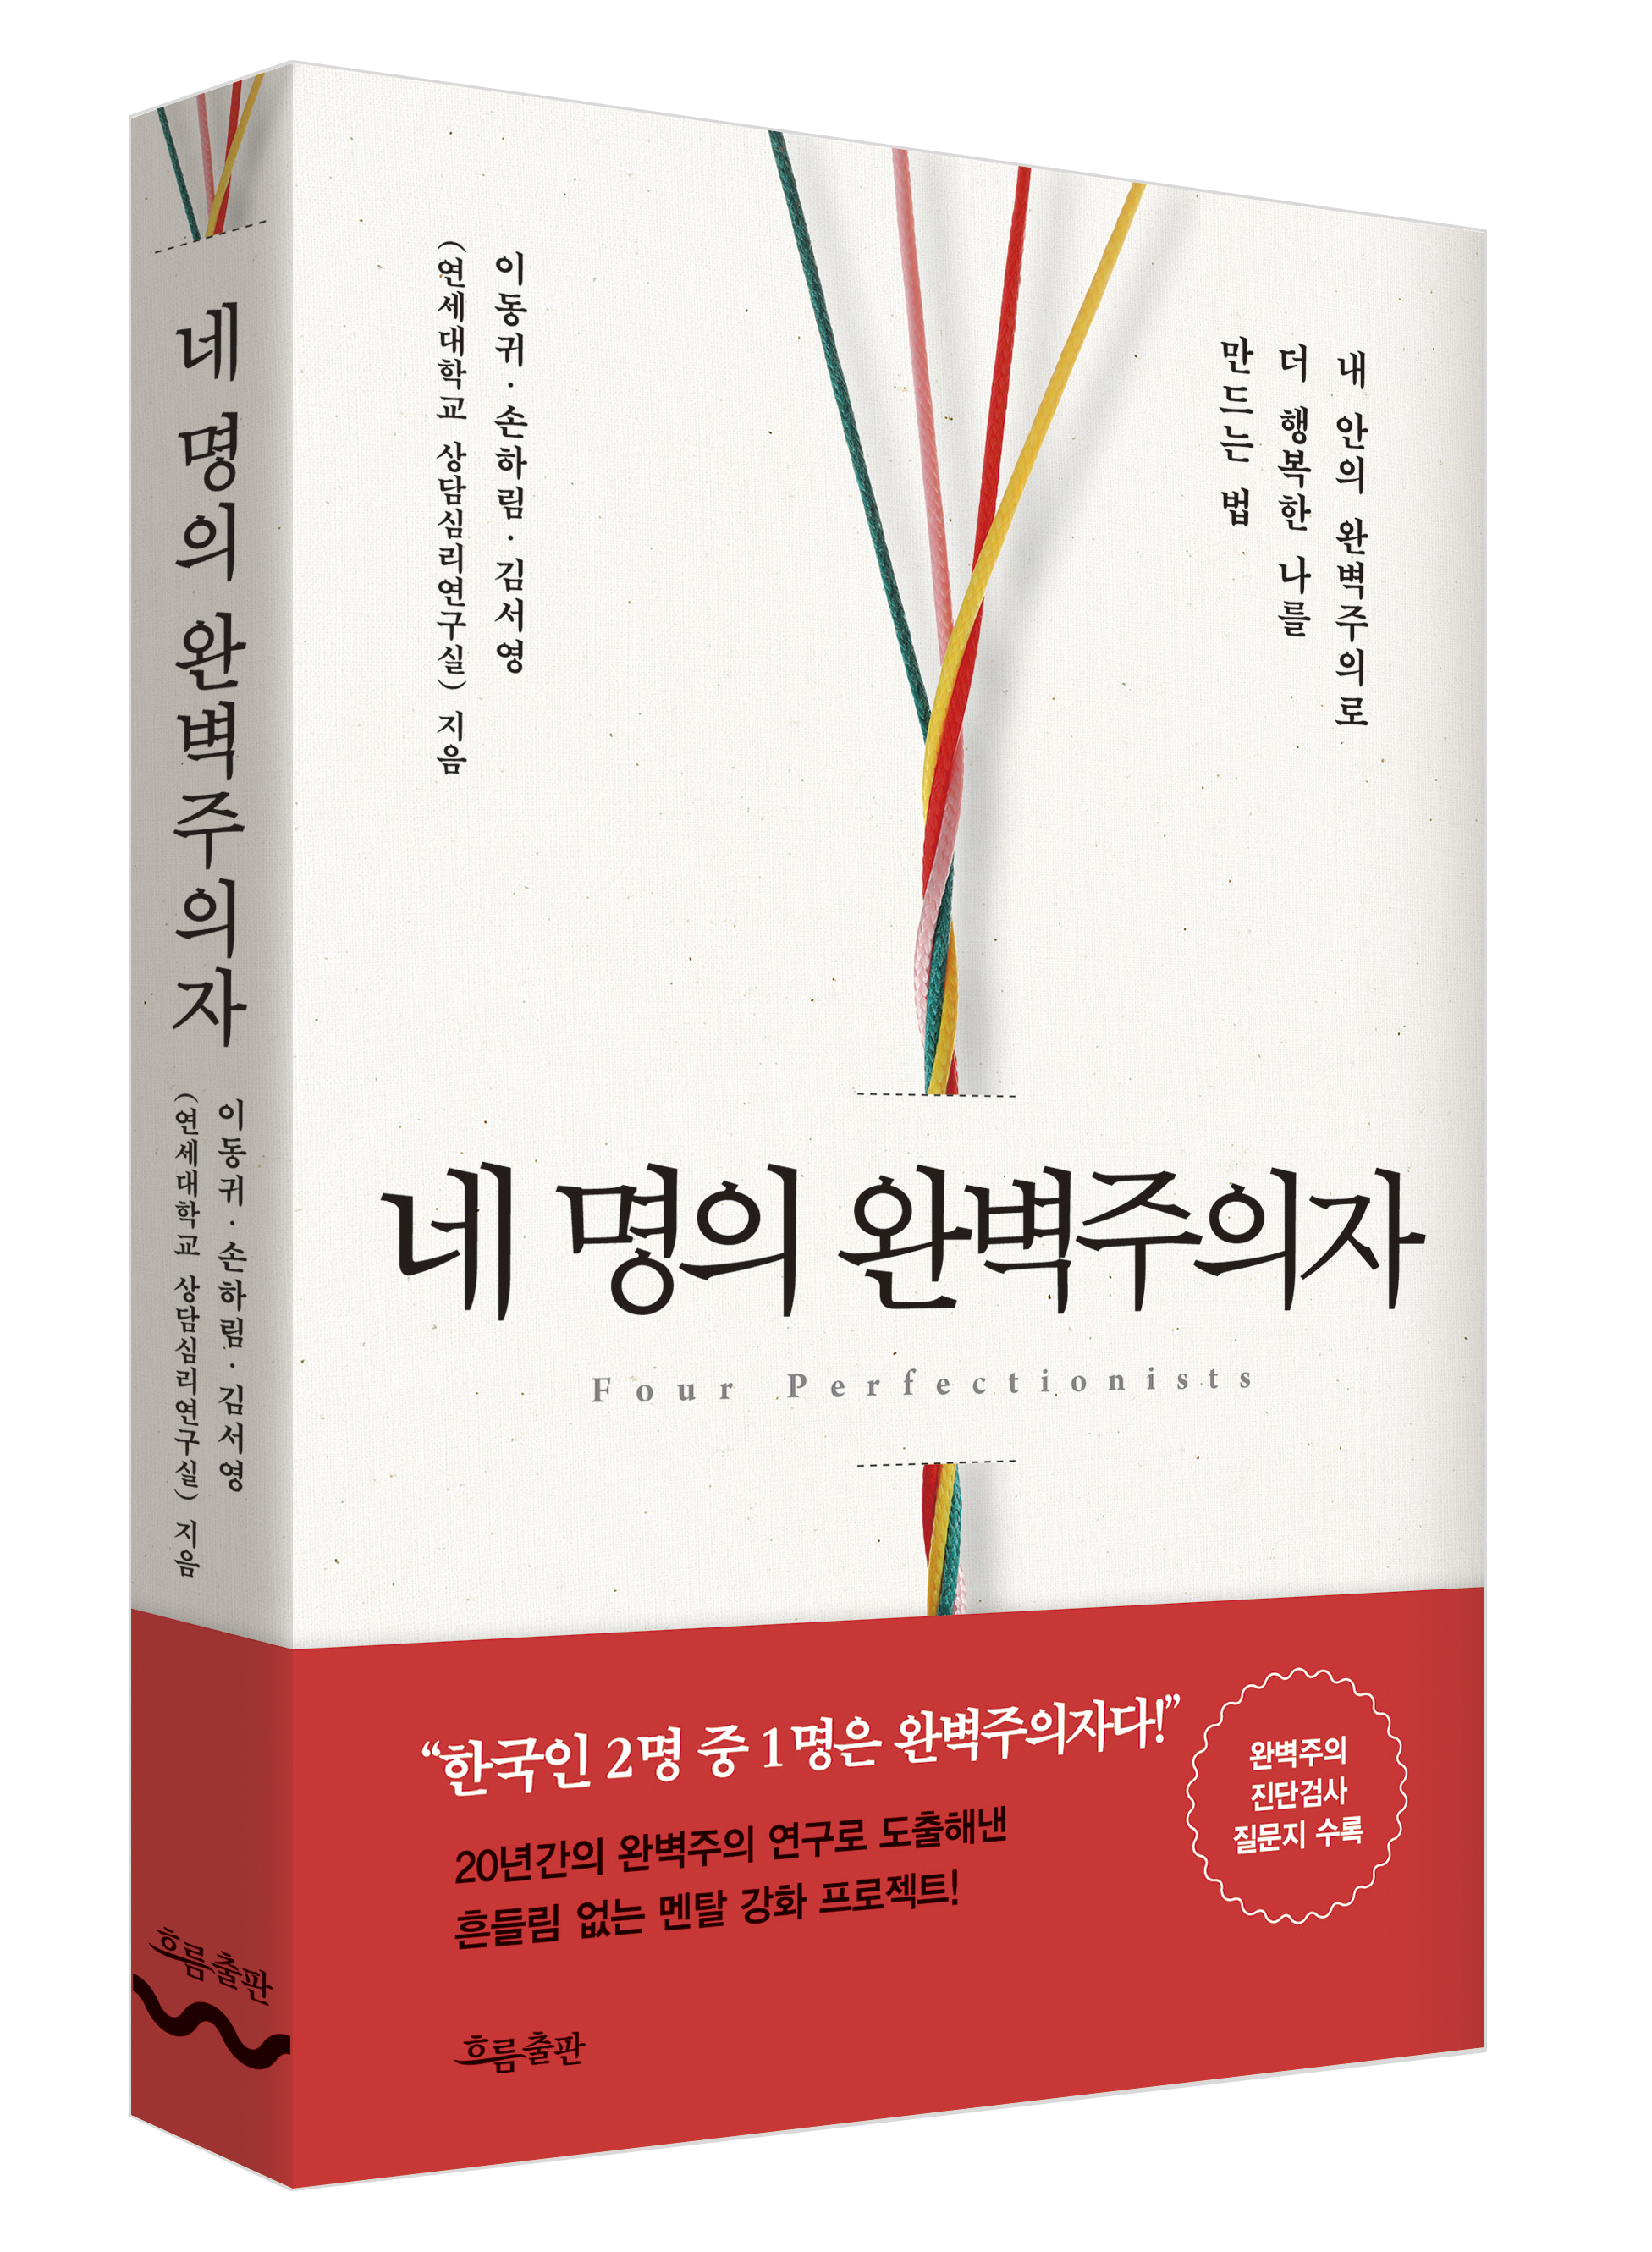 네 명의 완벽주의자
이동귀·손하림·김서영
(연세대학교 상담심리연구실) 지음
흐름출판
내 안의 완벽주의로
더 행복한 나를
만드는 법
이동귀·손하림·김서영
(연세대학교 상담심리연구실) 지음
네 명의 완벽주의자
Four Perfectionists
“한국인 2명 중 1명은 완벽주의자다!”
20년간의 완벽주의 연구로 도출해낸
흔들림 없는 멘탈 강화 프로젝트!
완벽주의
진단검사
질문지 수록
흐름출판